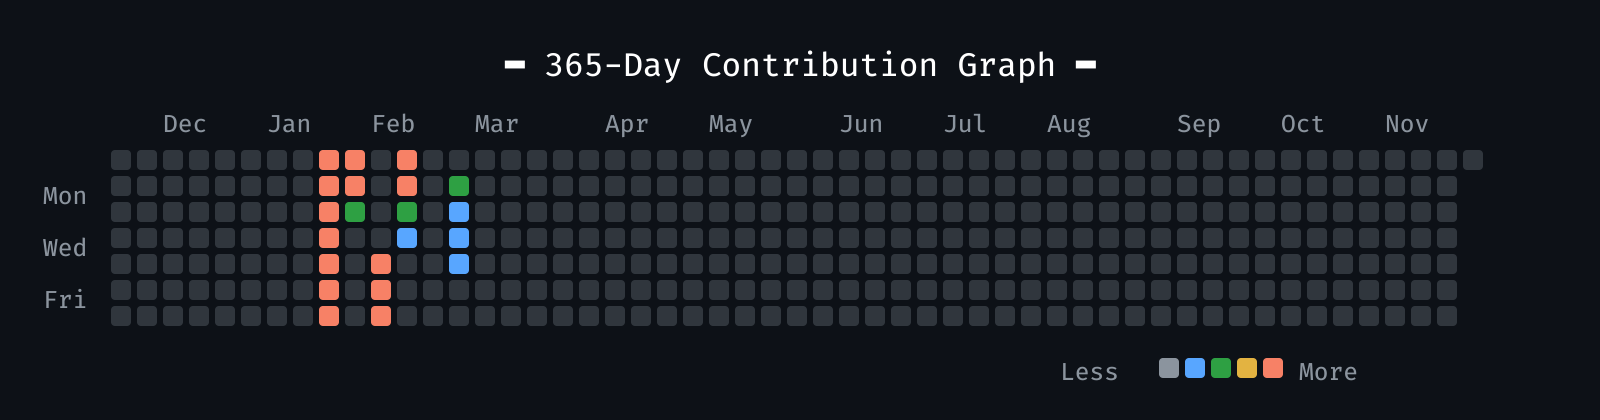 ━ 365-Day Contribution Graph ━
Dec Jan Feb Mar Apr May Jun Jul Aug Sep Oct Nov
Mon
Wed
Fri
Less More